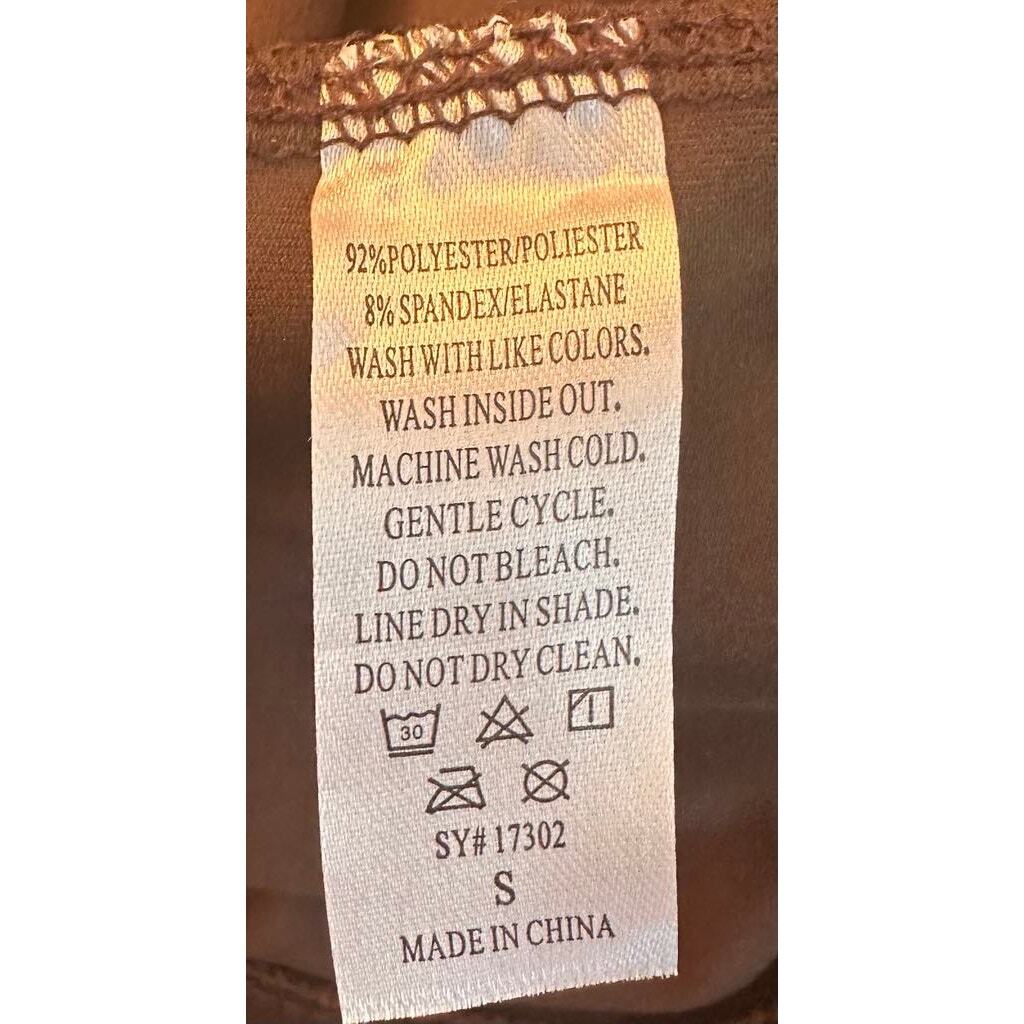 92%POLYESTER/POLIESTER
8% SPANDEX/ELASTANE
WASH WITH LIKE COLORS.
WASH INSIDE OUT.
MACHINE WASH COLD.
GENTLE CYCLE.
DO NOT BLEACH.
LINE DRY IN SHADE.
DO NOT DRY CLEAN.
30
SY# 17302
S
MADE IN CHINA